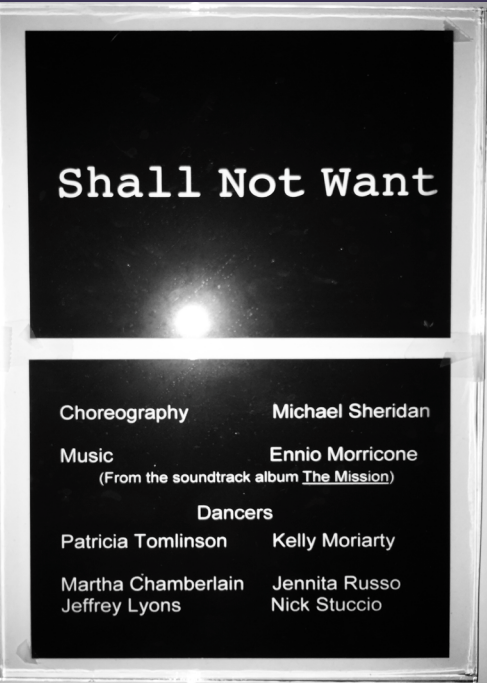 Shall Not Want
Choreography Michael Sheridan
Music Ennio Morricone
(From the soundtrack album The Mission)
Dancers
Patricia Tomlinson Kelly Moriarty
Martha Chamberlain Jennita Russo
Jeffrey Lyons Nick Stuccio